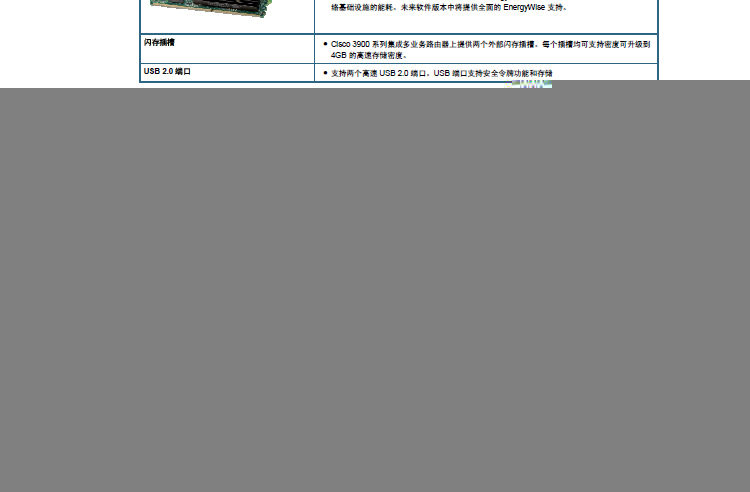 络基础设施的能耗。未来软件版本中将提供全面的 EnergyWise 支持。
闪存插槽
● Cisco 3900 系列集成多业务路由器上提供两个外部闪存插槽。每个插槽均可支持密度可升级到
4GB 的高速存储密度。
USB 2.0 端口
● 支持两个高速 USB 2.0 端口。USB 端口支持安全令牌功能和存储